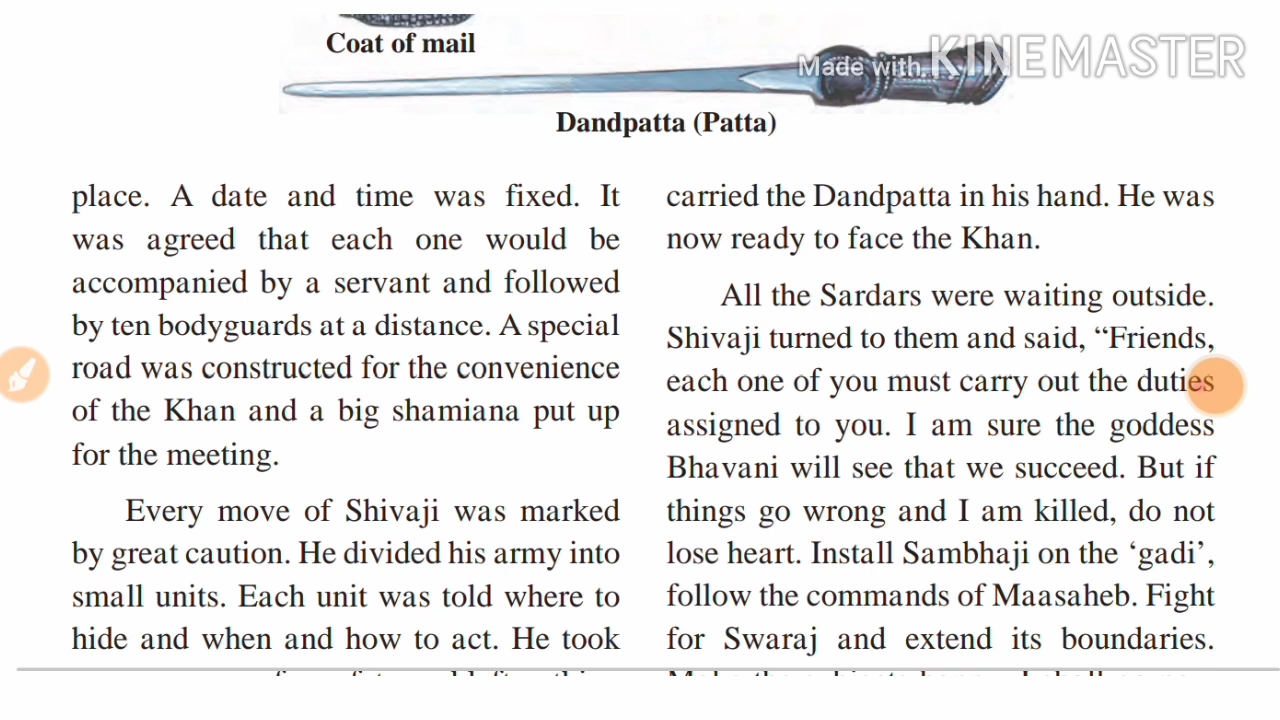 Coat of mail
Made with KINEMASTER
Dandpatta (Patta)
place. A date and time was fixed. It
was agreed that each one would be
accompanied by a servant and followed
by ten bodyguards at a distance. A special
road was constructed for the convenience
of the Khan and a big shamiana put up
for the meeting.
Every move of Shivaji was marked
by great caution. He divided his army into
small units. Each unit was told where to
hide and when and how to act. He took
carried the Dandpatta in his hand. He was
now ready to face the Khan.
All the Sardars were waiting outside.
Shivaji turned to them and said, “Friends,
each one of you must carry out the duties
assigned to you. I am sure the goddess
Bhavani will see that we succeed. But if
things go wrong and I am killed, do not
lose heart. Install Sambhaji on the ‘gadi’,
follow the commands of Maasaheb. Fight
for Swaraj and extend its boundaries.